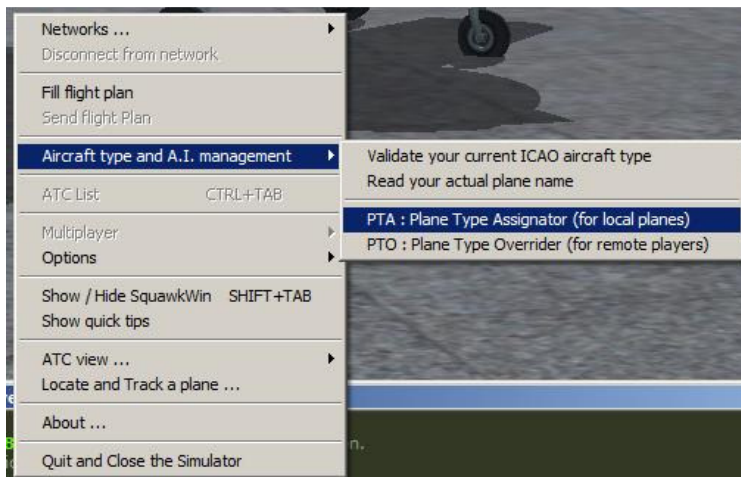 Networks ...
Disconnect from network
Fill flight plan
Send flight Plan
Aircraft type and A.I. management
ATC List CTRL+TAB
Multiplayer
Options
Show / Hide SquawkWin SHIFT+TAB
Show quick tips
ATC view ...
Locate and Track a plane ...
About ...
Quit and Close the Simulator
Validate your current ICAO aircraft type
Read your actual plane name
PTA : Plane Type Assignator (for local planes)
PTO : Plane Type Overrider (for remote players)